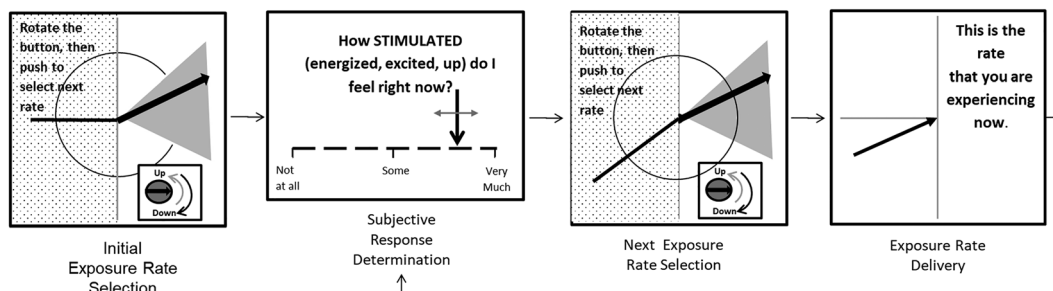 Rotate the
button, then
push to
select next
rate
Up
Down
Initial
Exposure Rate
Selection
How STIMULATED
(energized, excited, up) do I
feel right now?
Not
at all
Some
Very
Much
Subjective
Response
Determination
Rotate the
button, then
push to
select next
rate
Up
Down
Next Exposure
Rate Selection
This is the
rate
that you are
experiencing
now.
Exposure Rate
Delivery